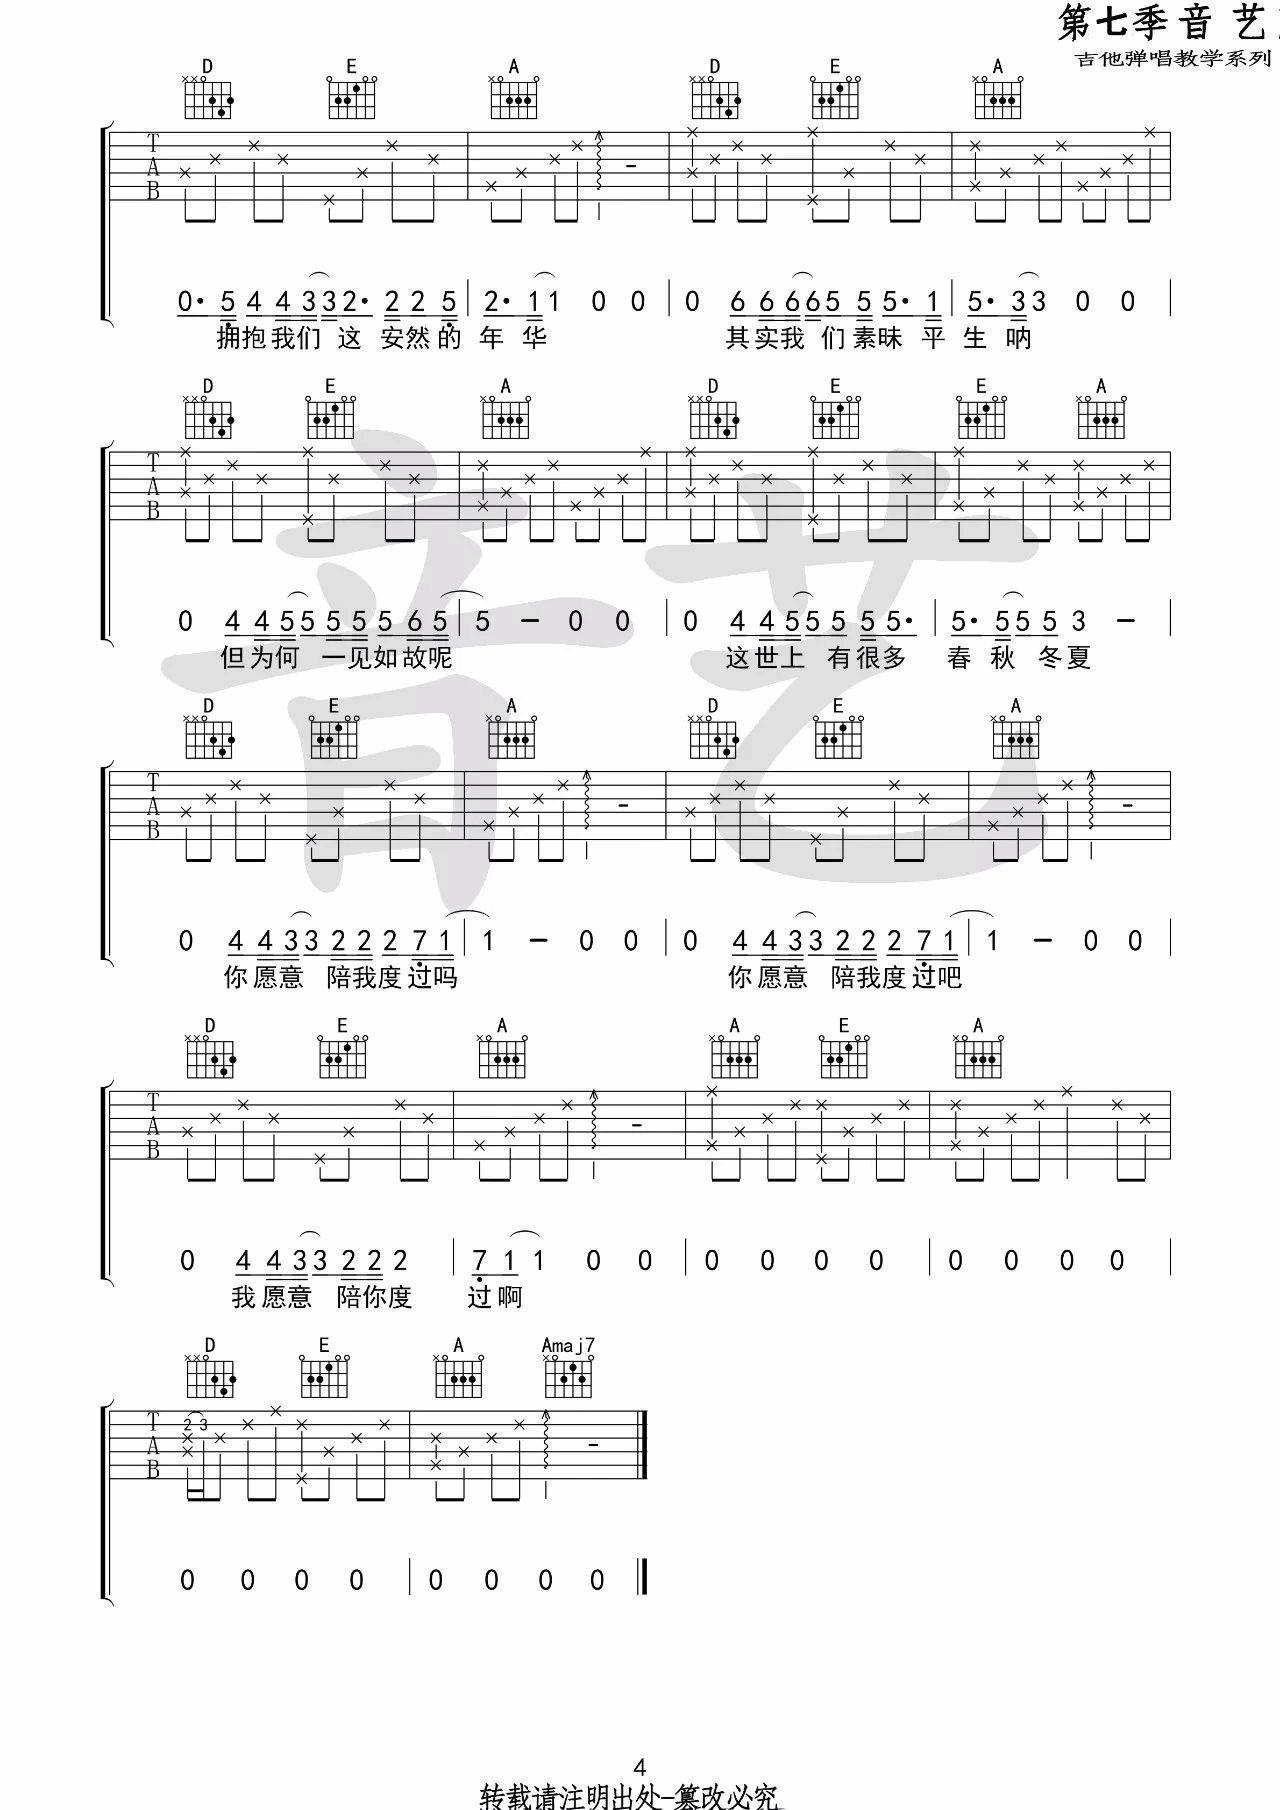 第七季音艺
吉他弹唱教学系列
D E A D E A
T
A
B
0· 5 4 4 3 3 2· 2 2 5 2· 1 1 0 0 0 6 6 6 6 5 5 5· 1 5· 3 3 0 0
拥抱我们 这 安然的 年 华 其实我 们素昧 平 生 呐
D E A D E E A
T
A
B
0 4 4 5 5 5 5 5 6 5 5 - 0 0 0 4 4 5 5 5 5 5· 5· 5 5 5 3 -
但为何 一见如故呢 这世上 有很多 春 秋 冬夏
D E A D E A
T
A
B
0 4 4 3 3 2 2 2 7 1 1 - 0 0 0 4 4 3 3 2 2 2 7 1 1 - 0 0
你愿意 陪我度过吗 你愿意 陪我度过吧
D E A A E A
T
A
B
0 4 4 3 3 2 2 2 7 1 1 0 0 0 0 0 0 0 0 0 0
我愿意 陪你度 过啊
D E A Amaj7
2 3
T
A
B
0 0 0 0 0 0 0 0
音艺
4
转载请注明出处-篡改必究